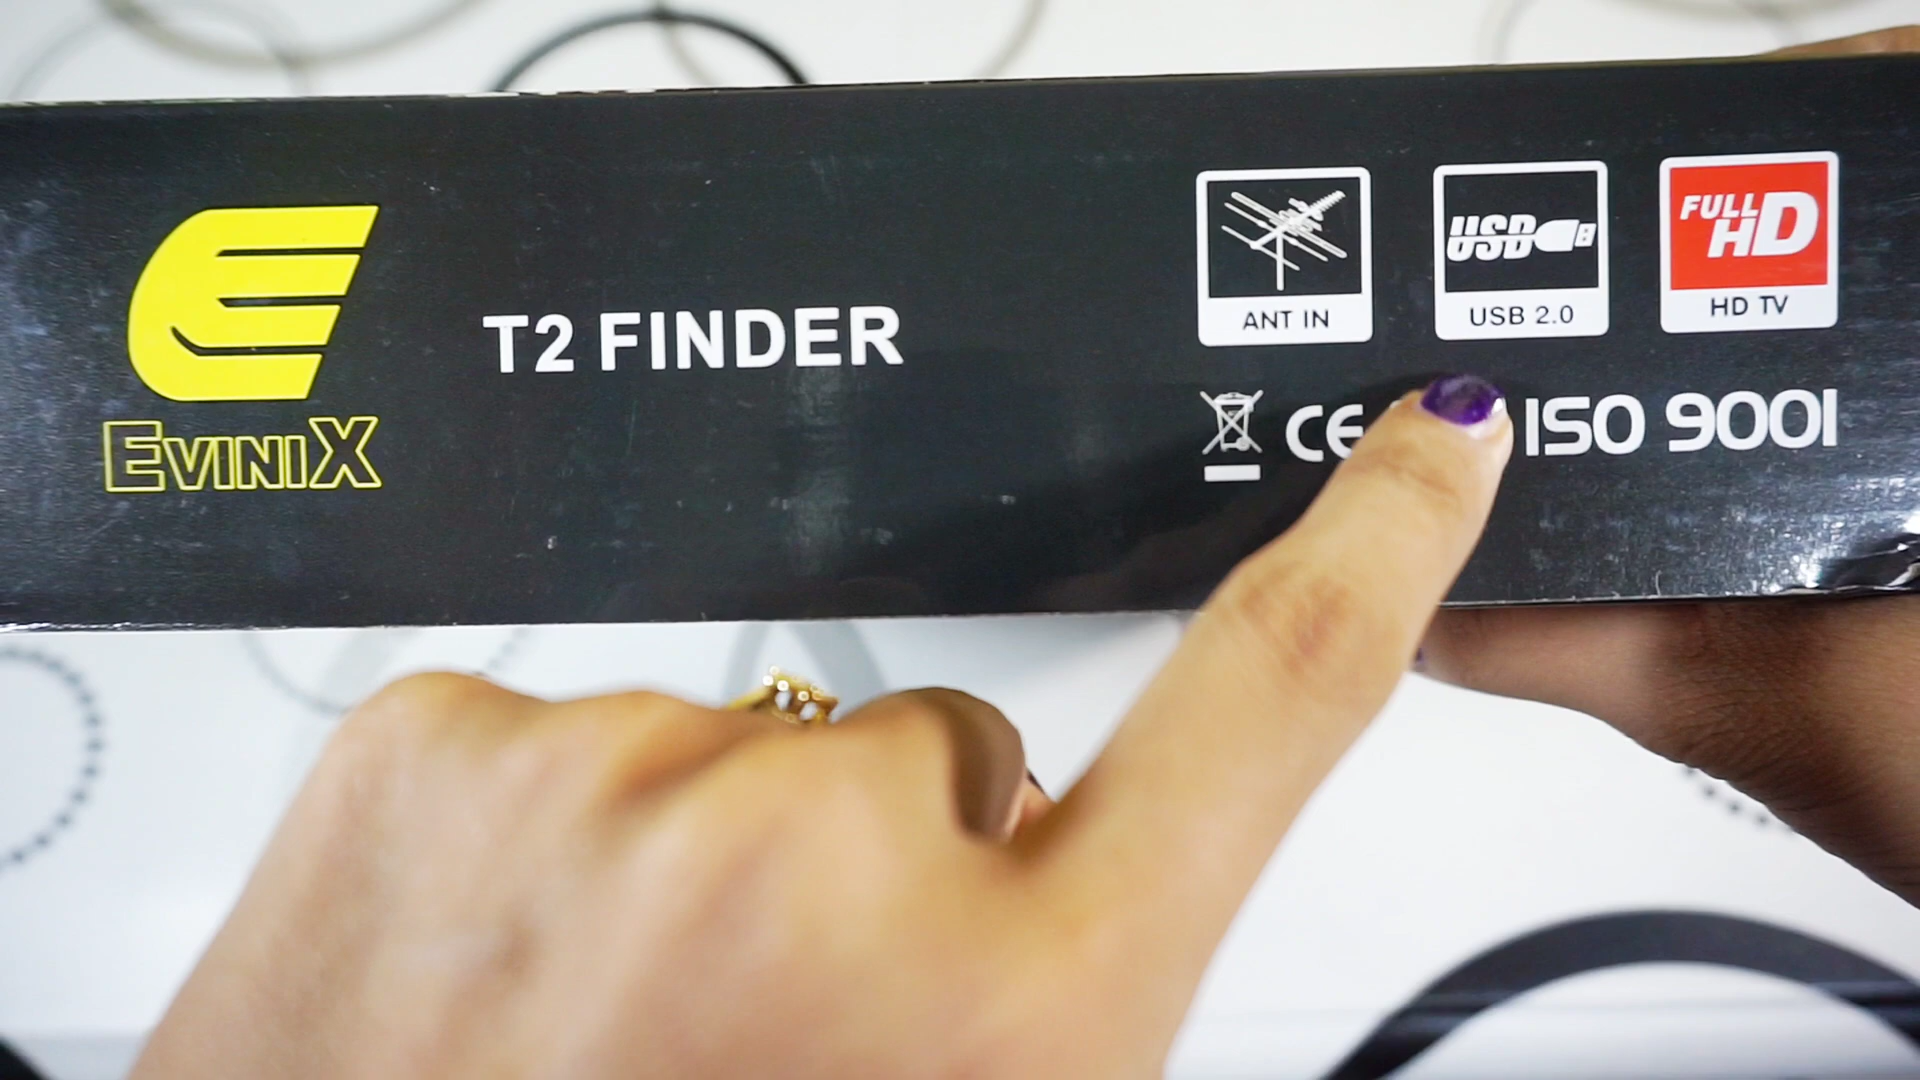 EVINIX
T2 FINDER
ANT IN
USB
USB 2.0
FULL HD
HD TV
CE
ISO 9001